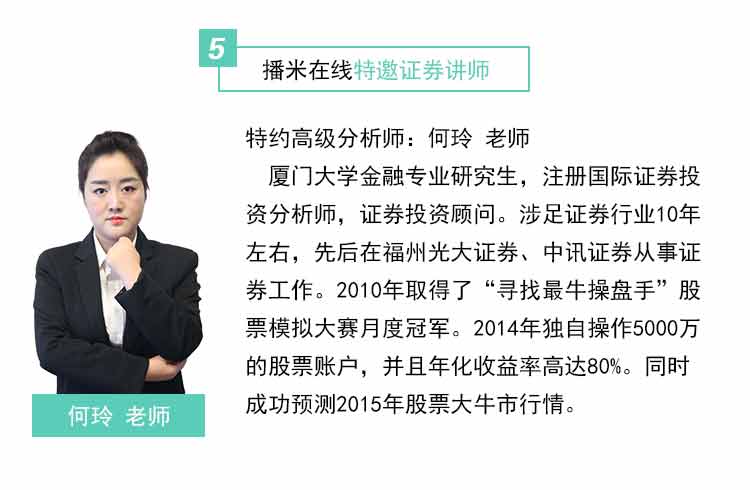 5
播米在线特邀证券讲师
特约高级分析师：何玲 老师
厦门大学金融专业研究生，注册国际证券投
资分析师，证券投资顾问。涉足证券行业10年
左右，先后在福州光大证券、中讯证券从事证
券工作。2010年取得了“寻找最牛操盘手”股
票模拟大赛月度冠军。2014年独自操作5000万
的股票账户，并且年化收益率高达80%。同时
成功预测2015年股票大牛市行情。
何玲 老师